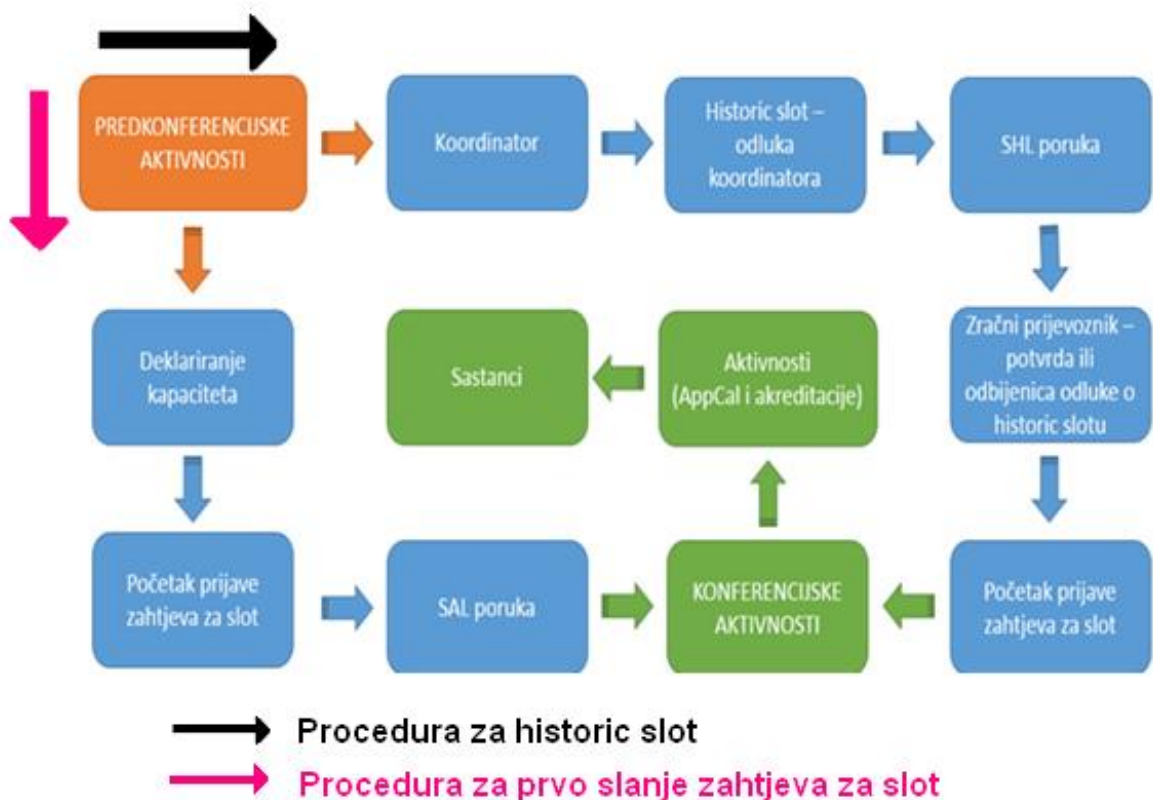 PREDKONFERENCIJSKE
AKTIVNOSTI
Koordinator
Historic slot –
odluka
koordinatora
SHL poruka
Deklariranje
kapaciteta
Sastanci
Aktivnosti
(AppCal i akreditacije)
Zračni prijevoznik –
potvrda ili
odbijenica odluke o
historic slotu
Početak prijave
zahtjeva za slot
SAL poruka
KONFERENCIJSKE
AKTIVNOSTI
Početak prijave
zahtjeva za slot
Procedura za historic slot
Procedura za prvo slanje zahtjeva za slot